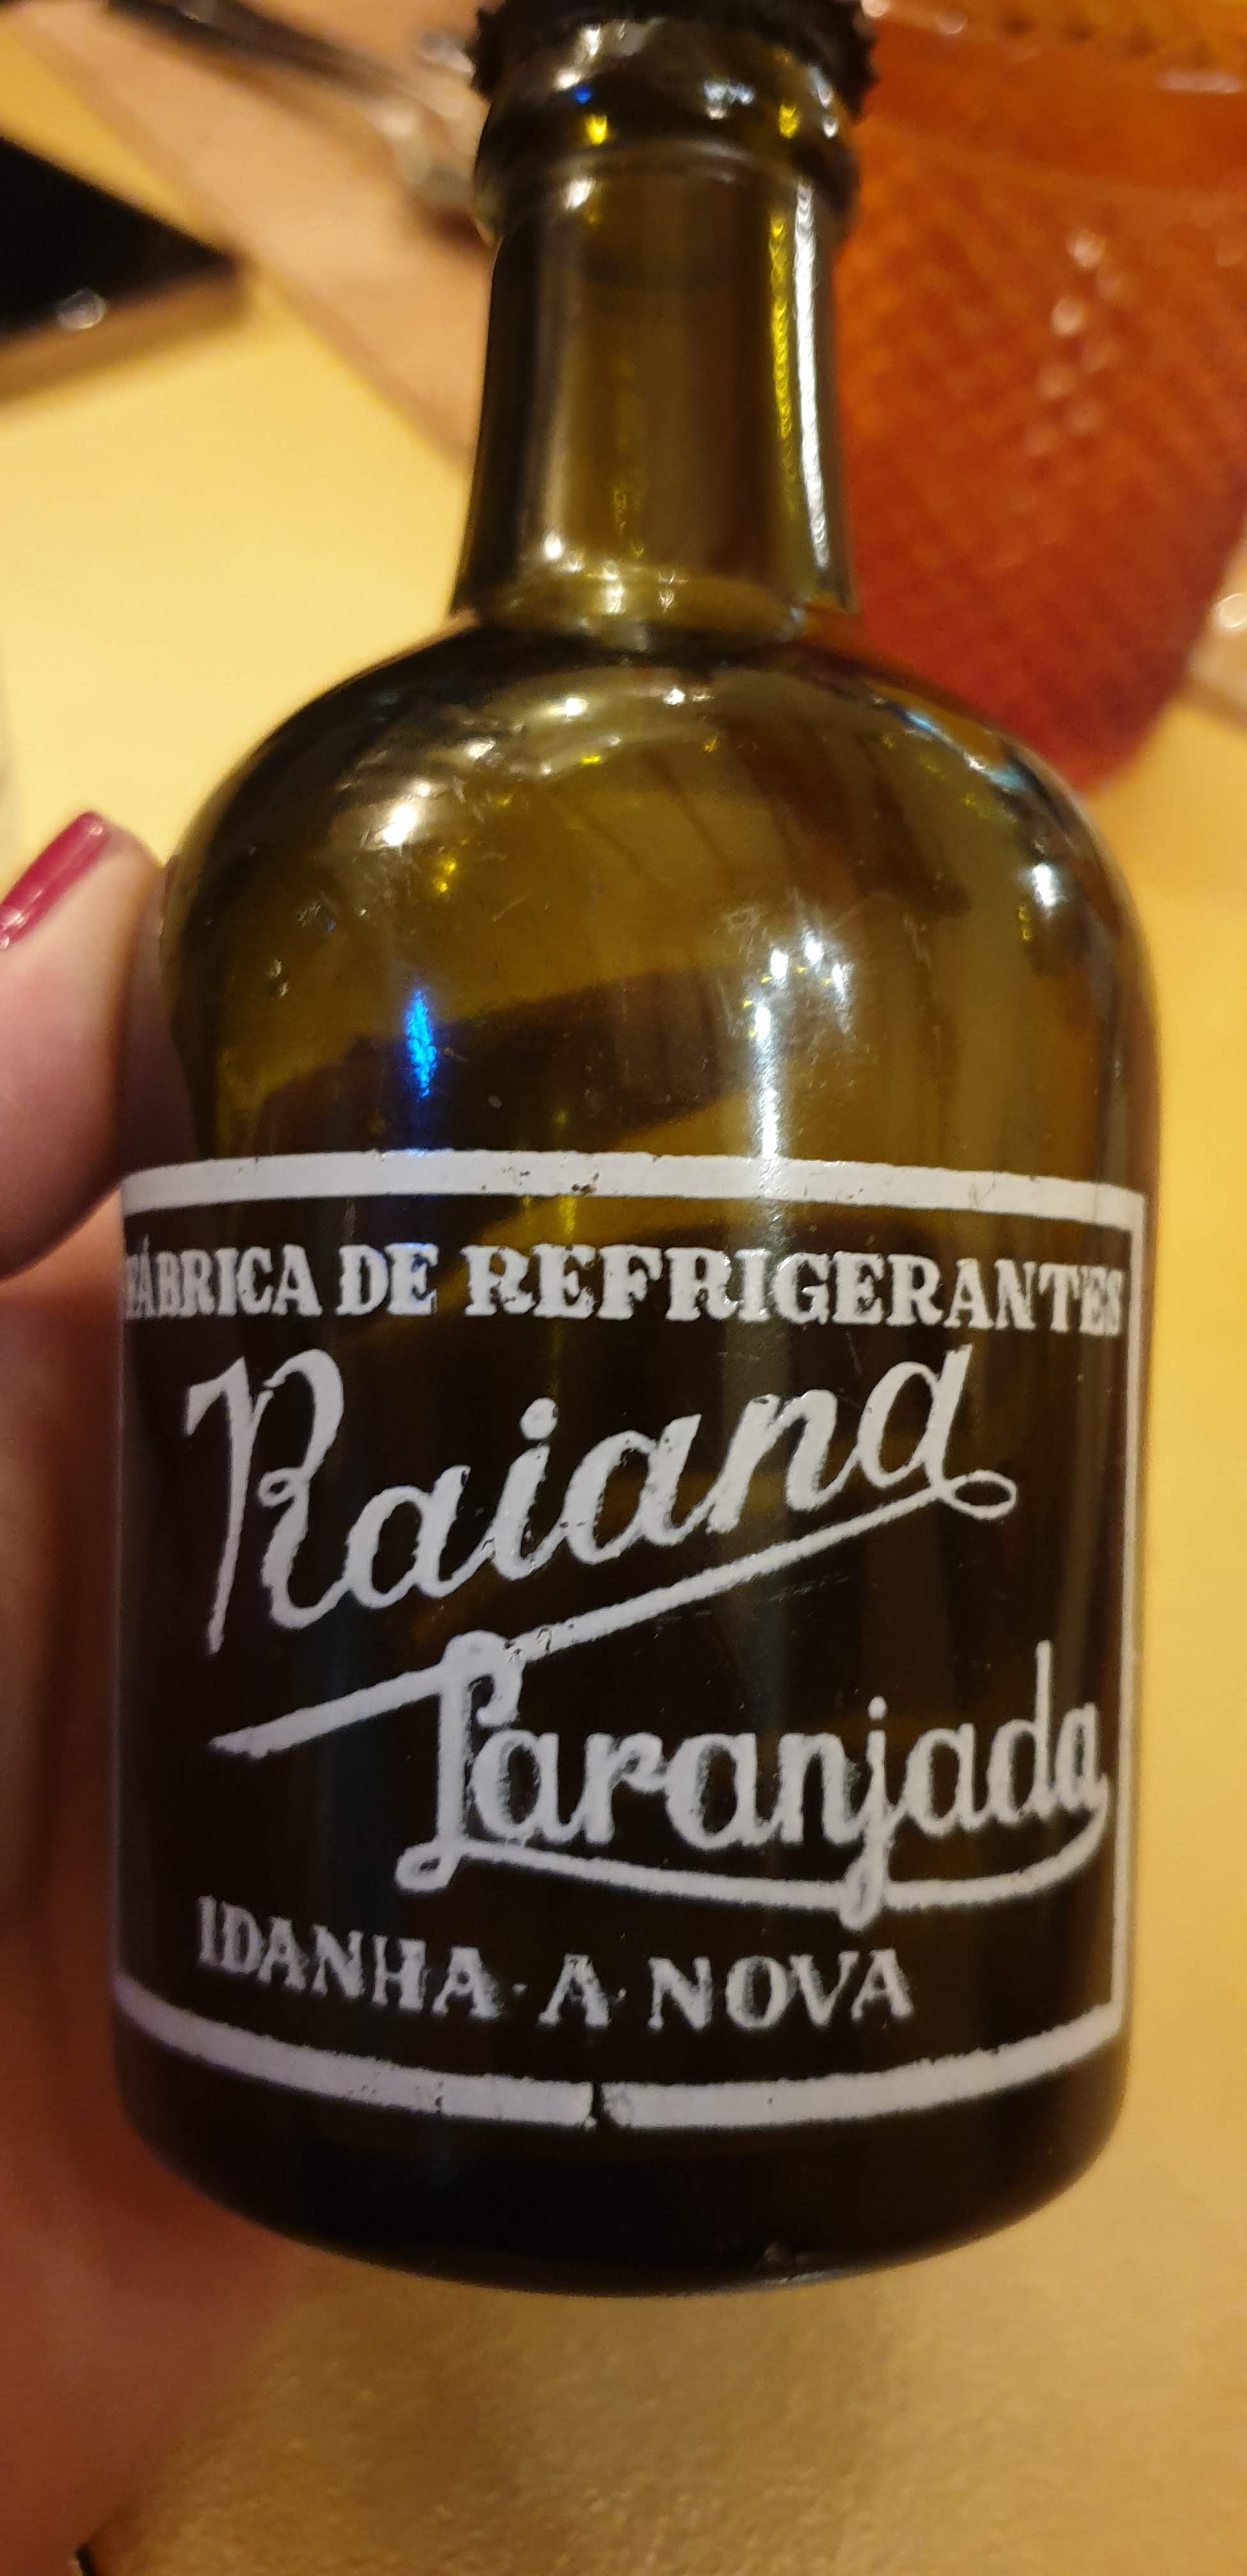 FÁBRICA DE REFRIGERANTES
Raiana
Laranjada
IDANHA-A-NOVA